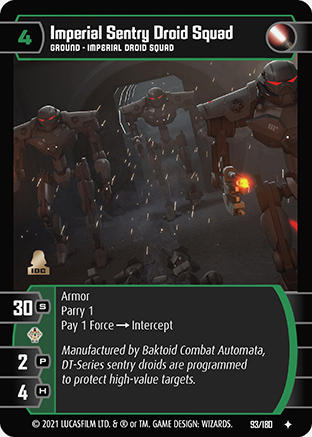 4
Imperial Sentry Droid Squad
GROUND - IMPERIAL DROID SQUAD
IDC
30 S
Armor
Parry 1
Pay 1 Force → Intercept
2 P
4 H
Manufactured by Baktoid Combat Automata,
DT-Series sentry droids are programmed
to protect high-value targets.
© 2021 LUCASFILM LTD. & ® or TM. GAME DESIGN: WIZARDS.
93/180